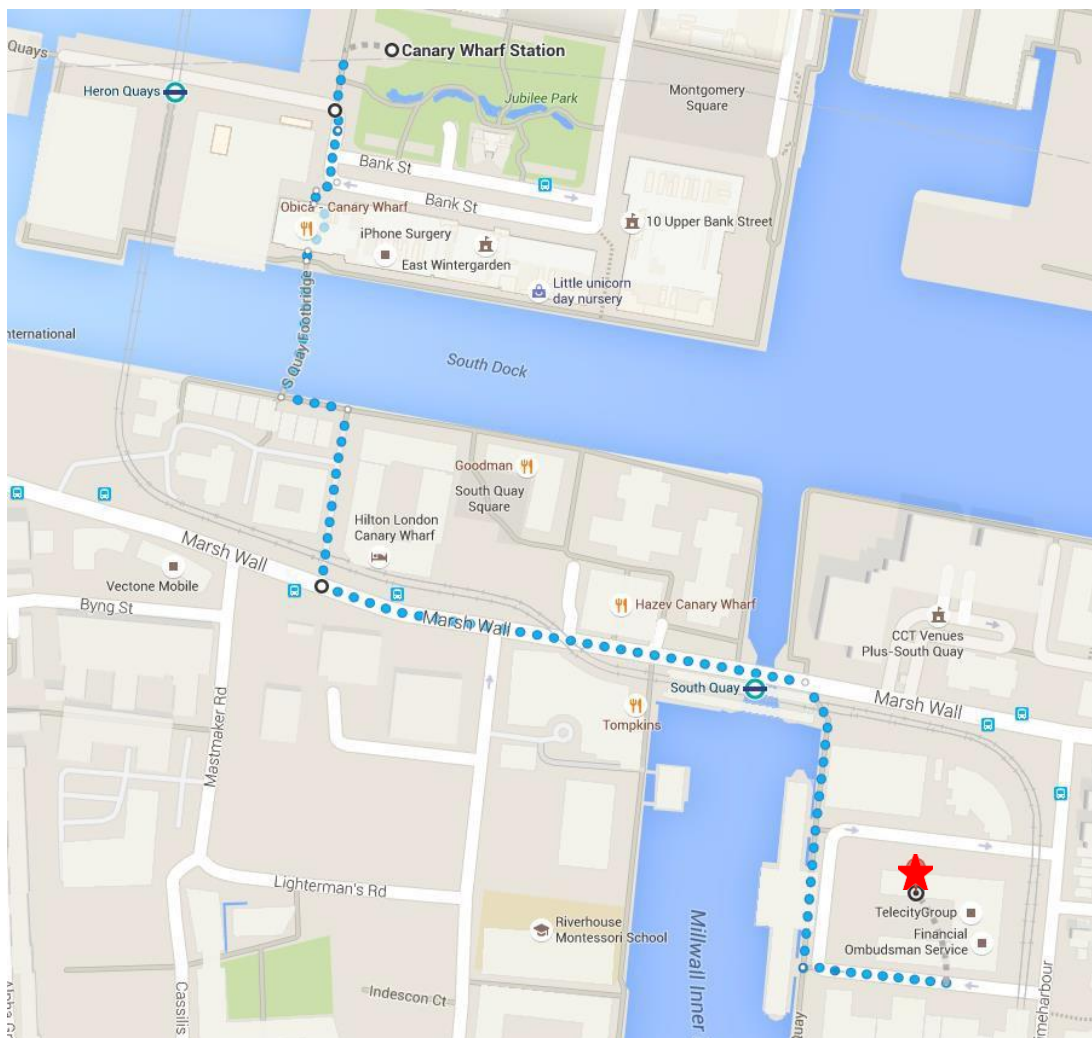 Quays
Canary Wharf Station
Heron Quays
Jubilee Park
Montgomery
Square
Bank St
Bank St
Obica - Canary Wharf
10 Upper Bank Street
iPhone Surgery
East Wintergarden
Little unicorn
day nursery
S Quay Footbridge
nternational
South Dock
Goodman
South Quay
Square
Hilton London
Canary Wharf
Marsh Wall
Vectone Mobile
Byng St
Hazev Canary Wharf
Marsh Wall
CCT Venues
Plus-South Quay
South Quay
Marsh Wall
Mastmaker Rd
Tompkins
Lighterman's Rd
TelecityGroup
Financial
Ombudsman Service
Riverhouse
Montessori School
Millwall Inner
Indescon Ct
Cassilis
meharbour
Quay